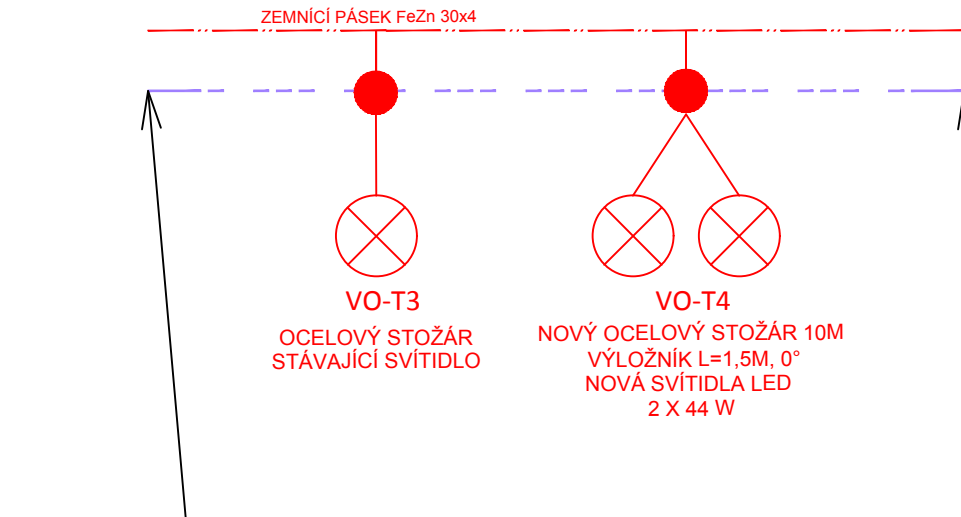 ZEMNÍCÍ PÁSEK FeZn 30x4
VO-T3
OCELOVÝ STOŽÁR
STÁVAJÍCÍ SVÍTIDLO
VO-T4
NOVÝ OCELOVÝ STOŽÁR 10M
VÝLOŽNÍK L=1,5M, 0°
NOVÁ SVÍTIDLA LED
2 X 44 W